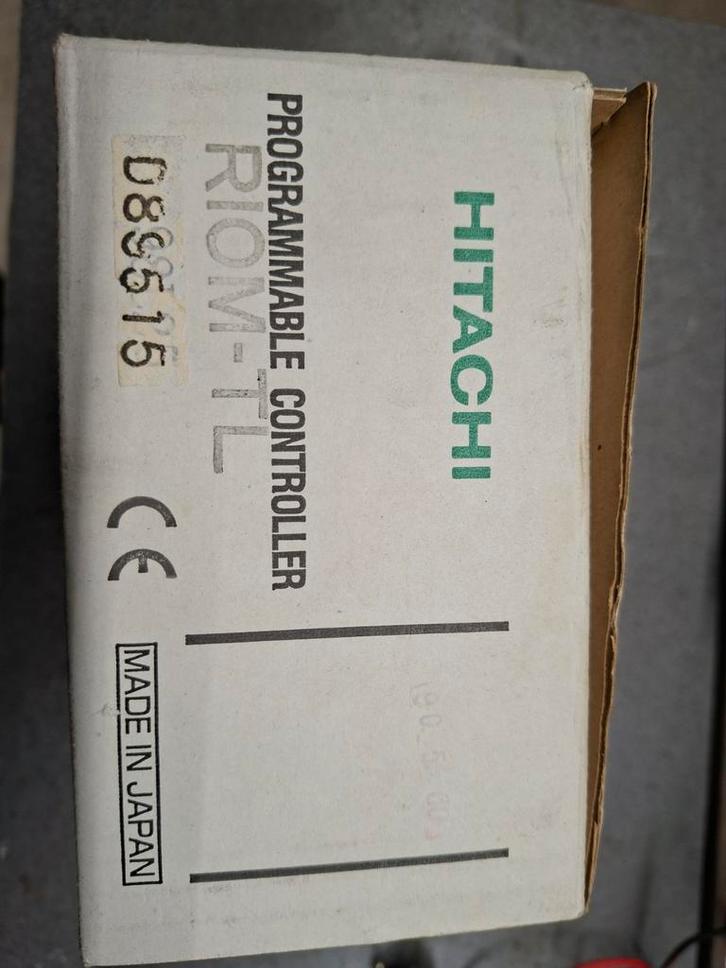 HITACHI
PROGRAMMABLE CONTROLLER
RIOM-TL
D89515
CE
MADE IN JAPAN